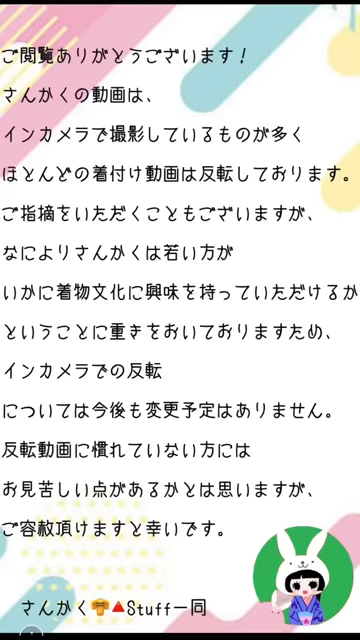 ご閲覧ありがとうございます！
さんかくの動画は、
インカメラで撮影しているものが多く
ほとんどの着付け動画は反転しております。
ご指摘をいただくこともございますが、
なによりさんかくは若い方が
いかに着物文化に興味を持っていただけるか
ということに重きをおいておりますため、
インカメラでの反転
については今後も変更予定はありません。
反転動画に慣れていない方には
お見苦しい点があるかとは思いますが、
ご容赦頂けますと幸いです。
さんかく👘🔺Stuff一同